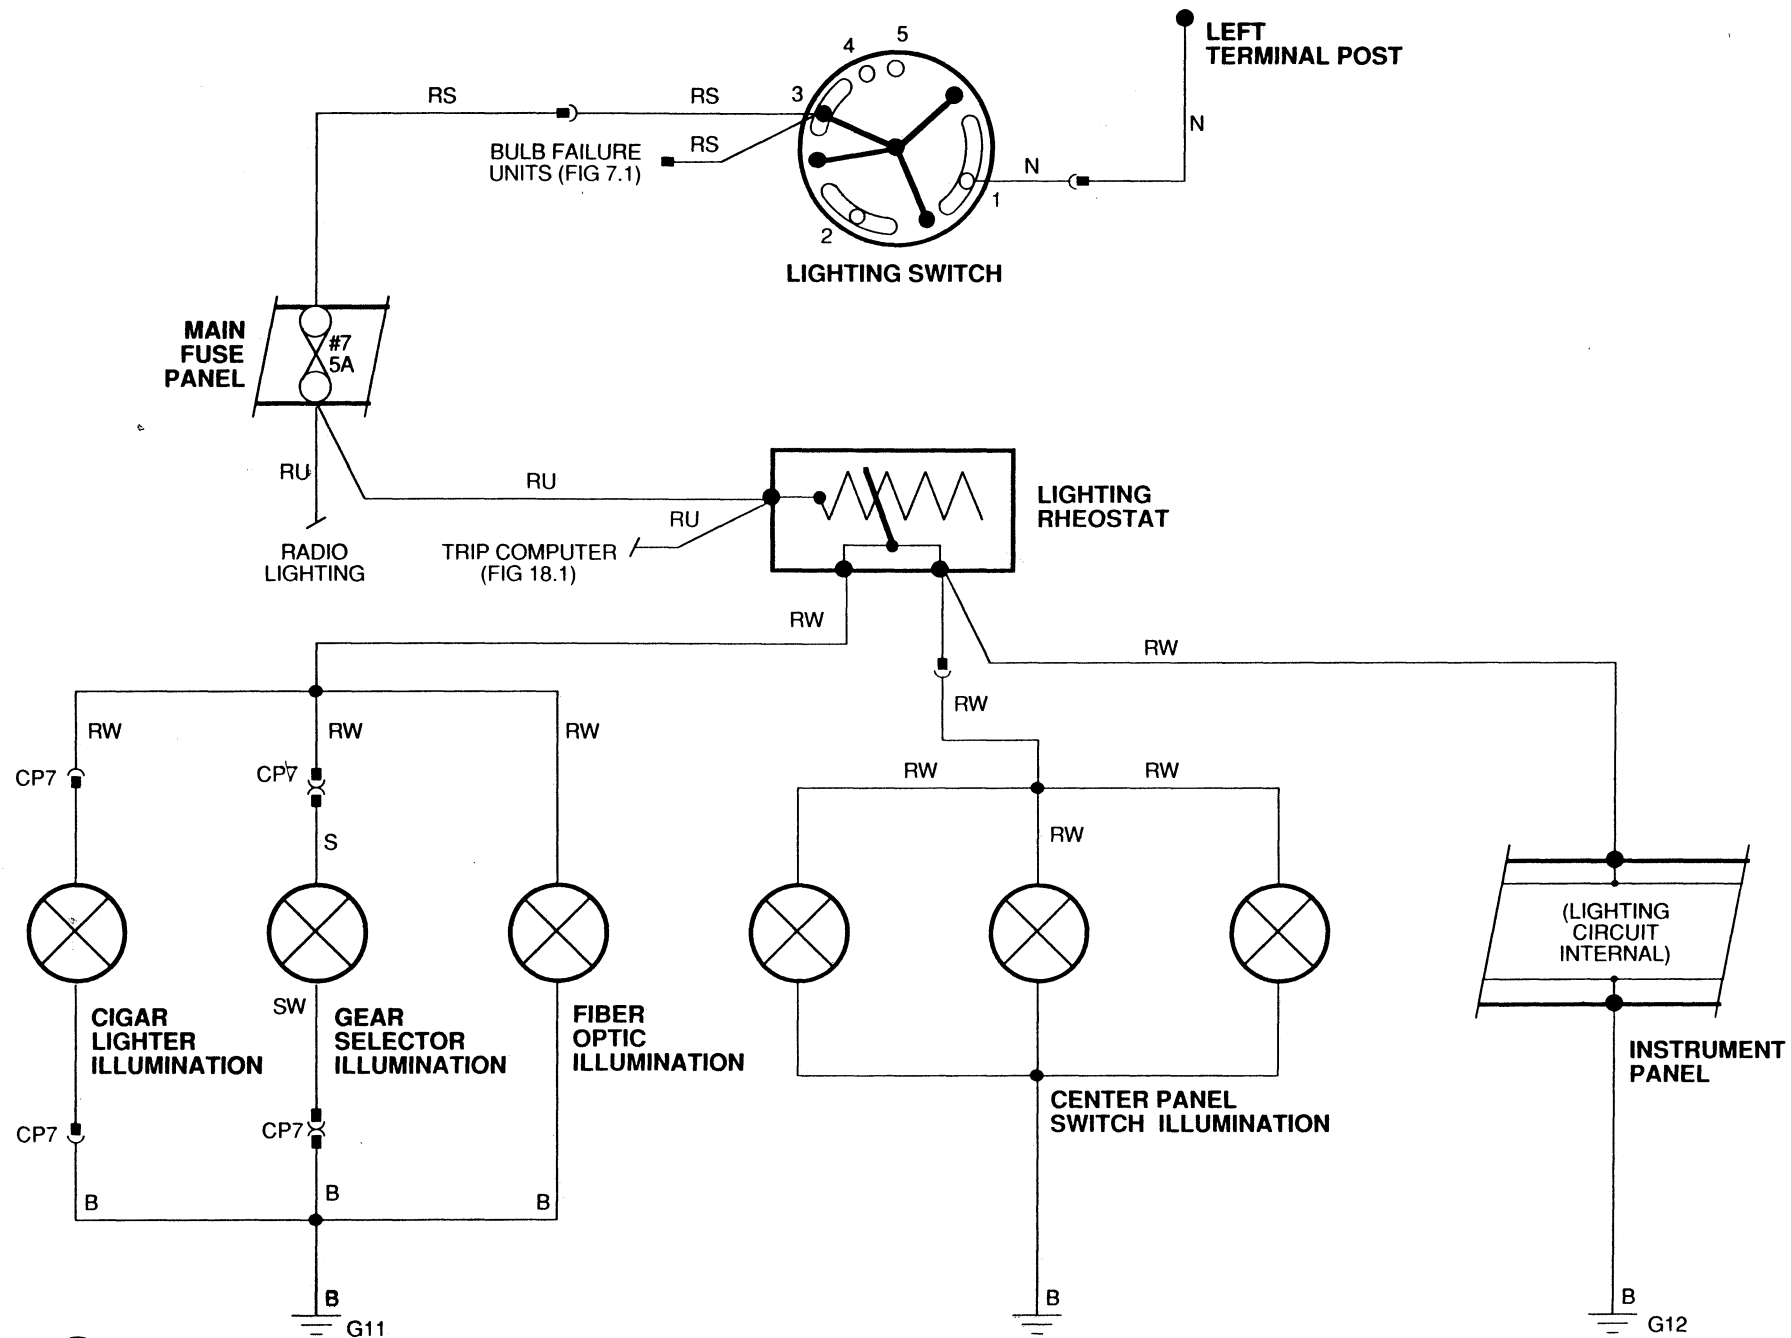 5
4
LEFT
TERMINAL POST
RS
RS
3
N
BULB FAILURE
UNITS (FIG 7.1)
RS
N
1
2
LIGHTING SWITCH
MAIN
FUSE
PANEL
#7
5A
RU
RU
RU
LIGHTING
RHEOSTAT
RADIO
LIGHTING
TRIP COMPUTER
(FIG 18.1)
RW
RW
RW
RW
RW
RW
CP7
CP7
RW
RW
RW
S
(LIGHTING
CIRCUIT
INTERNAL)
SW
CIGAR
LIGHTER
ILLUMINATION
GEAR
SELECTOR
ILLUMINATION
FIBER
OPTIC
ILLUMINATION
INSTRUMENT
PANEL
CENTER PANEL
SWITCH ILLUMINATION
CP7
CP7
B
B
B
B
G11
B
B
G12